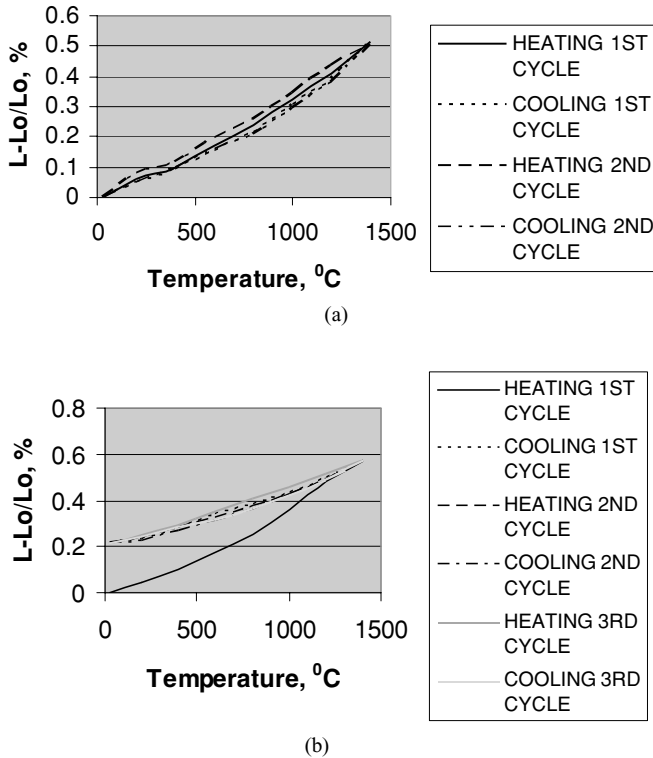 L-Lo/Lo, %
0.6
0.5
0.4
0.3
0.2
0.1
0
0 500 1000 1500
Temperature, ⁰C
HEATING 1ST
CYCLE
COOLING 1ST
CYCLE
HEATING 2ND
CYCLE
COOLING 2ND
CYCLE
(a)
L-Lo/Lo, %
0.8
0.6
0.4
0.2
0
0 500 1000 1500
Temperature, ⁰C
HEATING 1ST
CYCLE
COOLING 1ST
CYCLE
HEATING 2ND
CYCLE
COOLING 2ND
CYCLE
HEATING 3RD
CYCLE
COOLING 3RD
CYCLE
(b)